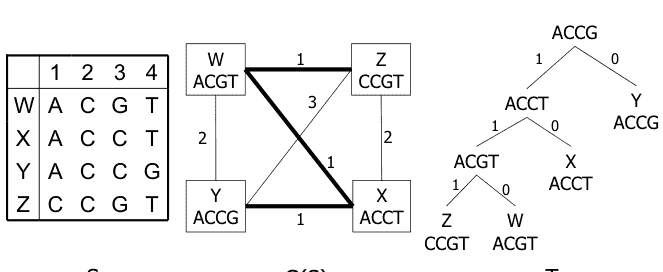 1 2 3 4
W A C G T
X A C C T
Y A C C G
Z C C G T
W
ACGT
1
Z
CCGT
3
2
2
1
Y
ACCG
1
X
ACCT
ACCG
1 0
ACCT
Y
ACCG
1 0
ACGT
X
ACCT
1 0
Z
CCGT
W
ACGT